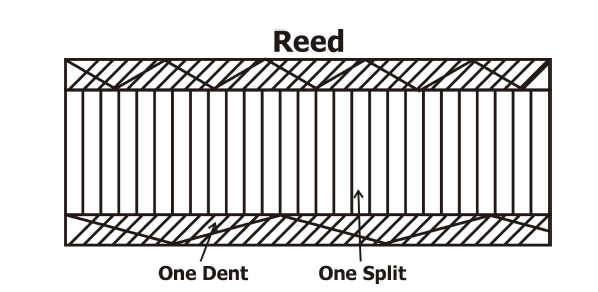 Reed
One Dent
One Split